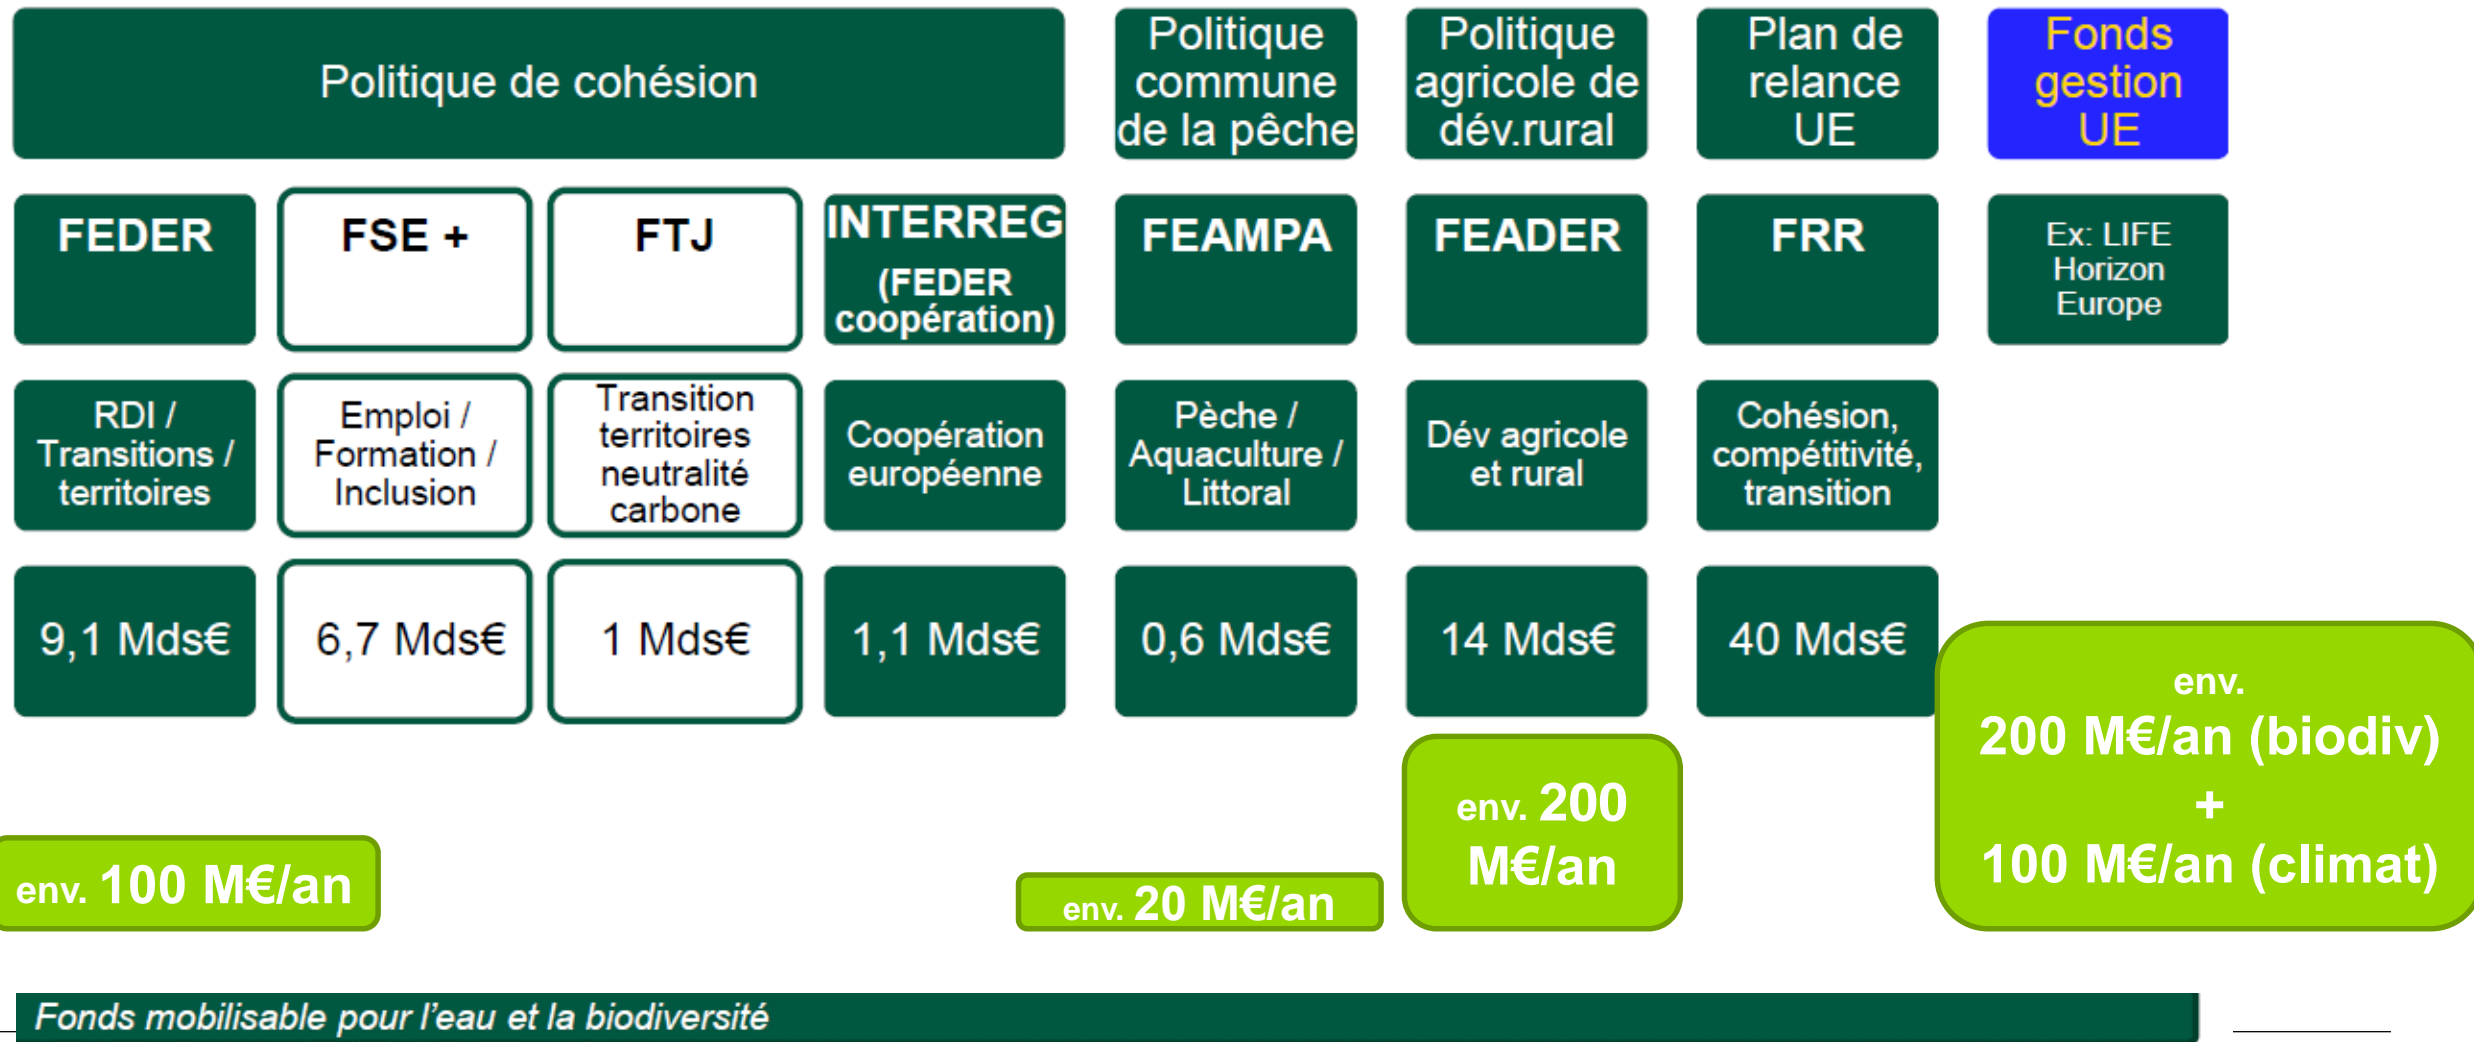 Politique de cohésion
Politique
commune
de la pêche
Politique
agricole de
dév.rural
Plan de
relance
UE
Fonds
gestion
UE
FEDER
FSE +
FTJ
INTERREG
(FEDER
coopération)
FEAMPA
FEADER
FRR
Ex: LIFE
Horizon
Europe
RDI /
Transitions /
territoires
Emploi /
Formation /
Inclusion
Transition
territoires
neutralité
carbone
Coopération
européenne
Pèche /
Aquaculture /
Littoral
Dév agricole
et rural
Cohésion,
compétitivité,
transition
9,1 Mds€
6,7 Mds€
1 Mds€
1,1 Mds€
0,6 Mds€
14 Mds€
40 Mds€
env.
200 M€/an (biodiv)
+
100 M€/an (climat)
env. 200
M€/an
env. 100 M€/an
env. 20 M€/an
Fonds mobilisable pour l'eau et la biodiversité